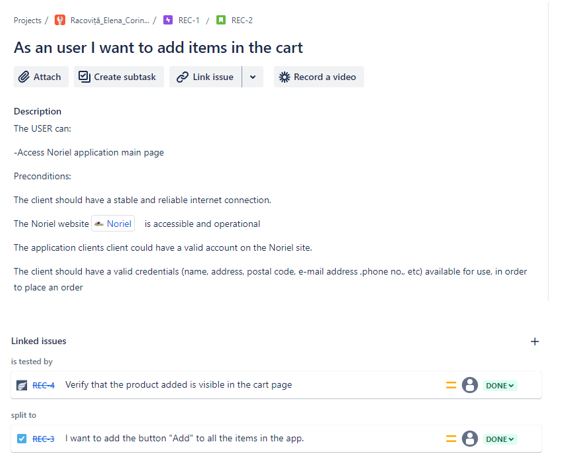 Projects / Racoviță_Elena_Corin... / REC-1 / REC-2
As an user I want to add items in the cart
Attach Create subtask Link issue Record a video
Description
The USER can:
-Access Noriel application main page
Preconditions:
The client should have a stable and reliable internet connection.
The Noriel website Noriel is accessible and operational
The application clients client could have a valid account on the Noriel site.
The client should have a valid credentials (name, address, postal code, e-mail address ,phone no., etc) available for use, in order
to place an order
Linked issues
is tested by
REC-4 Verify that the product added is visible in the cart page DONE
split to
REC-3 I want to add the button "Add" to all the items in the app. DONE